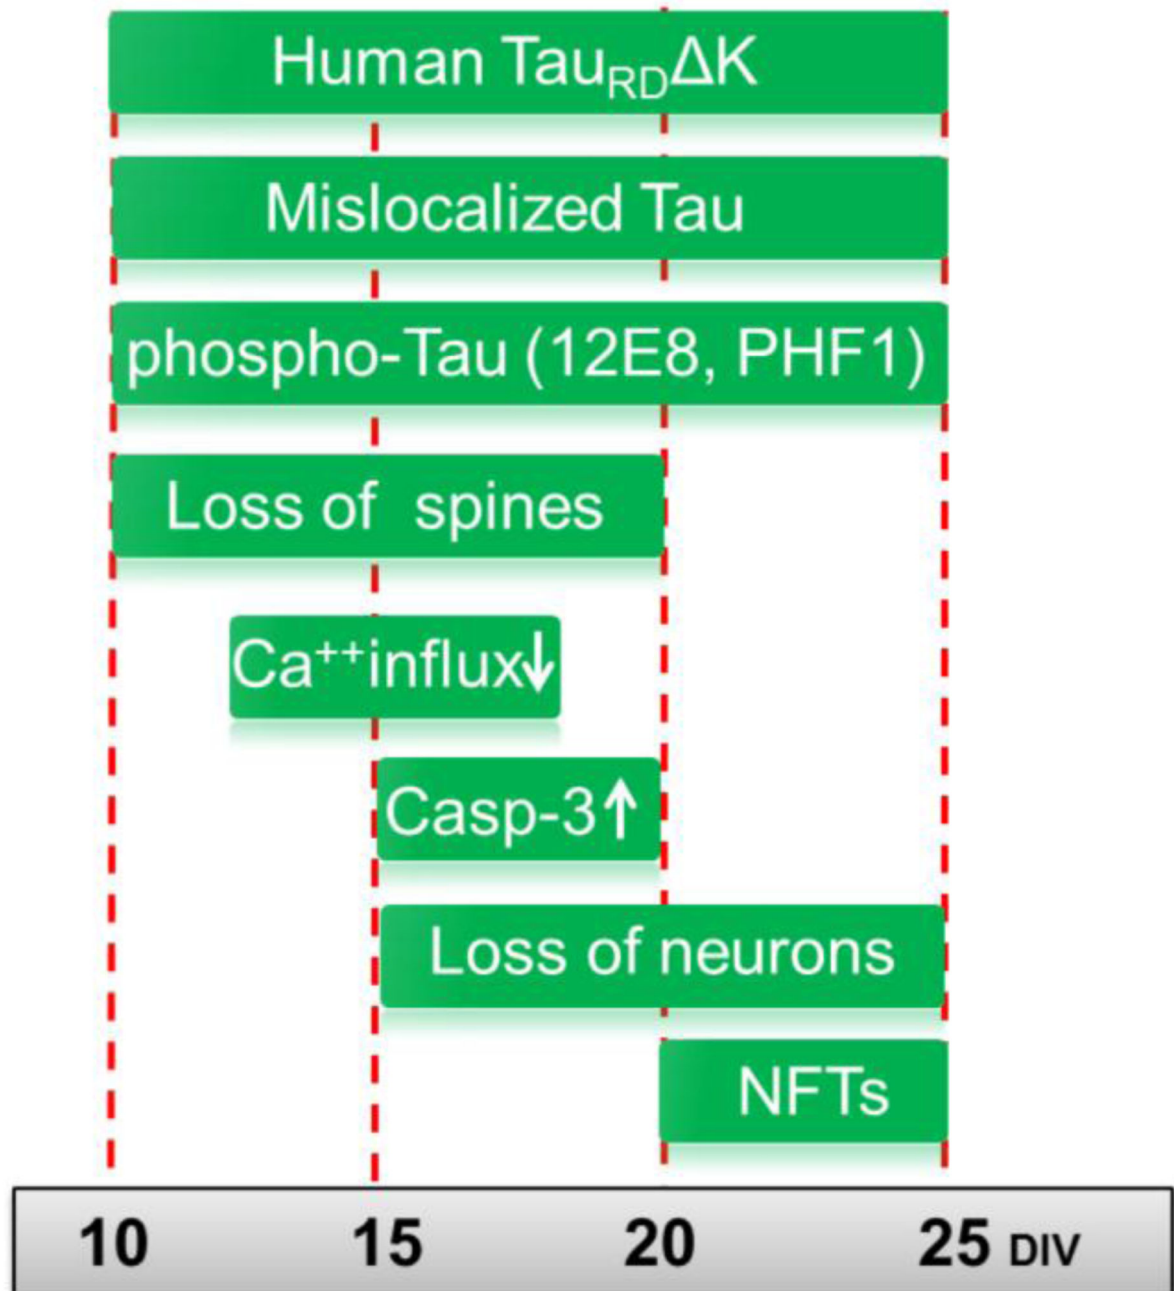 Human TauRDΔK
Mislocalized Tau
phospho-Tau (12E8, PHF1)
Loss of spines
Ca⁺⁺influx↓
Casp-3↑
Loss of neurons
NFTs
10 15 20 25 DIV